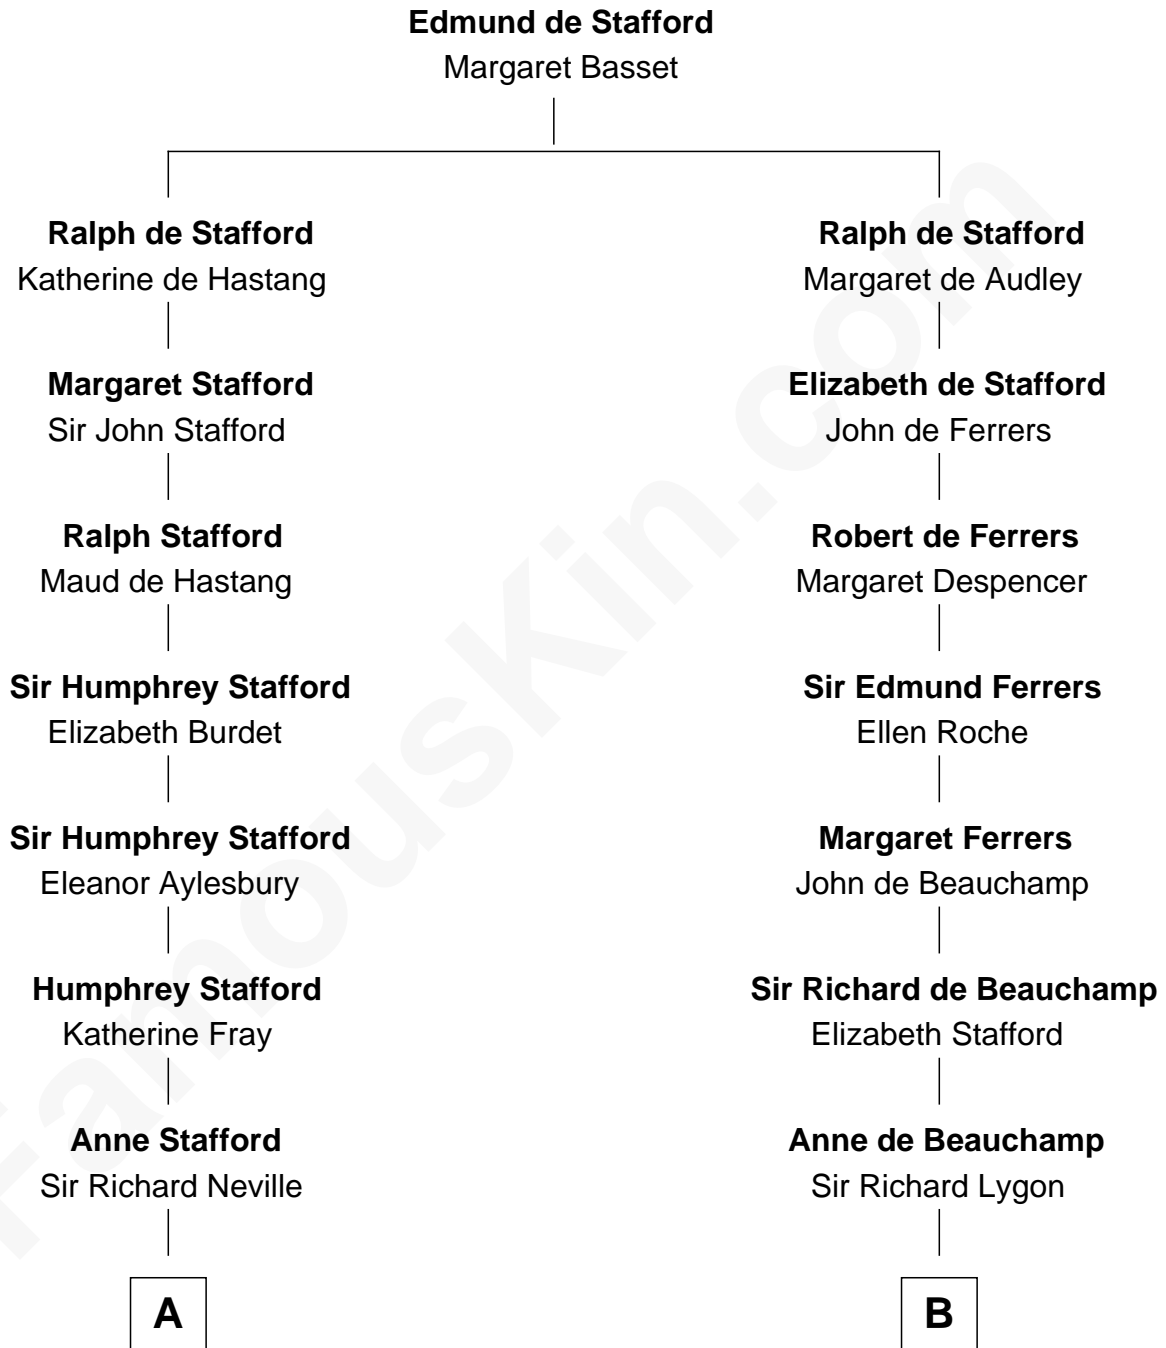 Edmund de Stafford
Margaret Basset
Ralph de Stafford
Katherine de Hastang
Margaret Stafford
Sir John Stafford
Ralph Stafford
Maud de Hastang
Sir Humphrey Stafford
Elizabeth Burdet
Sir Humphrey Stafford
Eleanor Aylesbury
Humphrey Stafford
Katherine Fray
Anne Stafford
Sir Richard Neville
A
Ralph de Stafford
Margaret de Audley
Elizabeth de Stafford
John de Ferrers
Robert de Ferrers
Margaret Despencer
Sir Edmund Ferrers
Ellen Roche
Margaret Ferrers
John de Beauchamp
Sir Richard de Beauchamp
Elizabeth Stafford
Anne de Beauchamp
Sir Richard Lygon
B
FamousKin.com